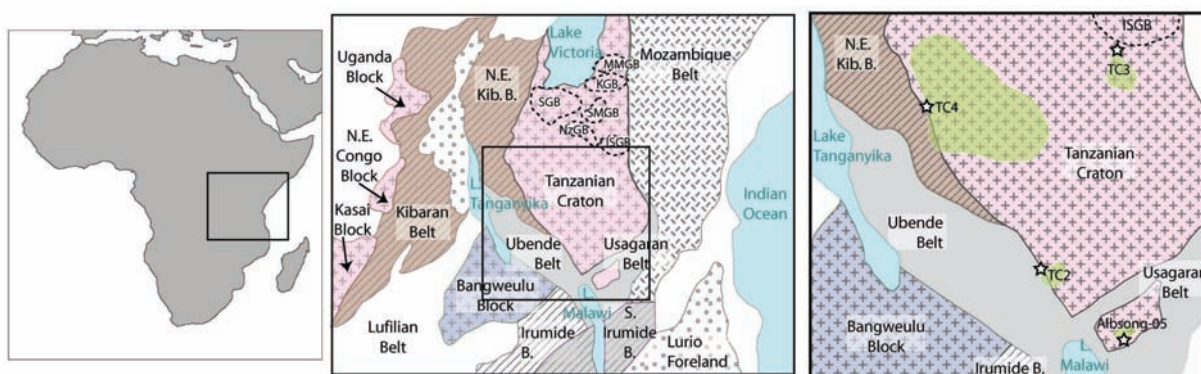 Uganda
Block
N.E.
Congo
Block
Kasai
Block
Kibaran
Belt
Lufilian
Belt
N.E.
Kib. B.
Lake
Victoria
MMGB
KGB
SGB
SMGB
NzGB
ISGB
Mozambique
Belt
Tanzanian
Craton
L.
Tanganyika
Ubende
Belt
Usagaran
Belt
Bangweulu
Block
Indian
Ocean
L.
Malawi
Irumide
B.
S.
Irumide
B.
Lurio
Foreland
N.E.
Kib. B.
ISGB
TC3
TC4
Lake
Tanganyika
Tanzanian
Craton
Ubende
Belt
TC2
Usagaran
Belt
Albsong-05
Bangweulu
Block
L.
Malawi
Irumide B.